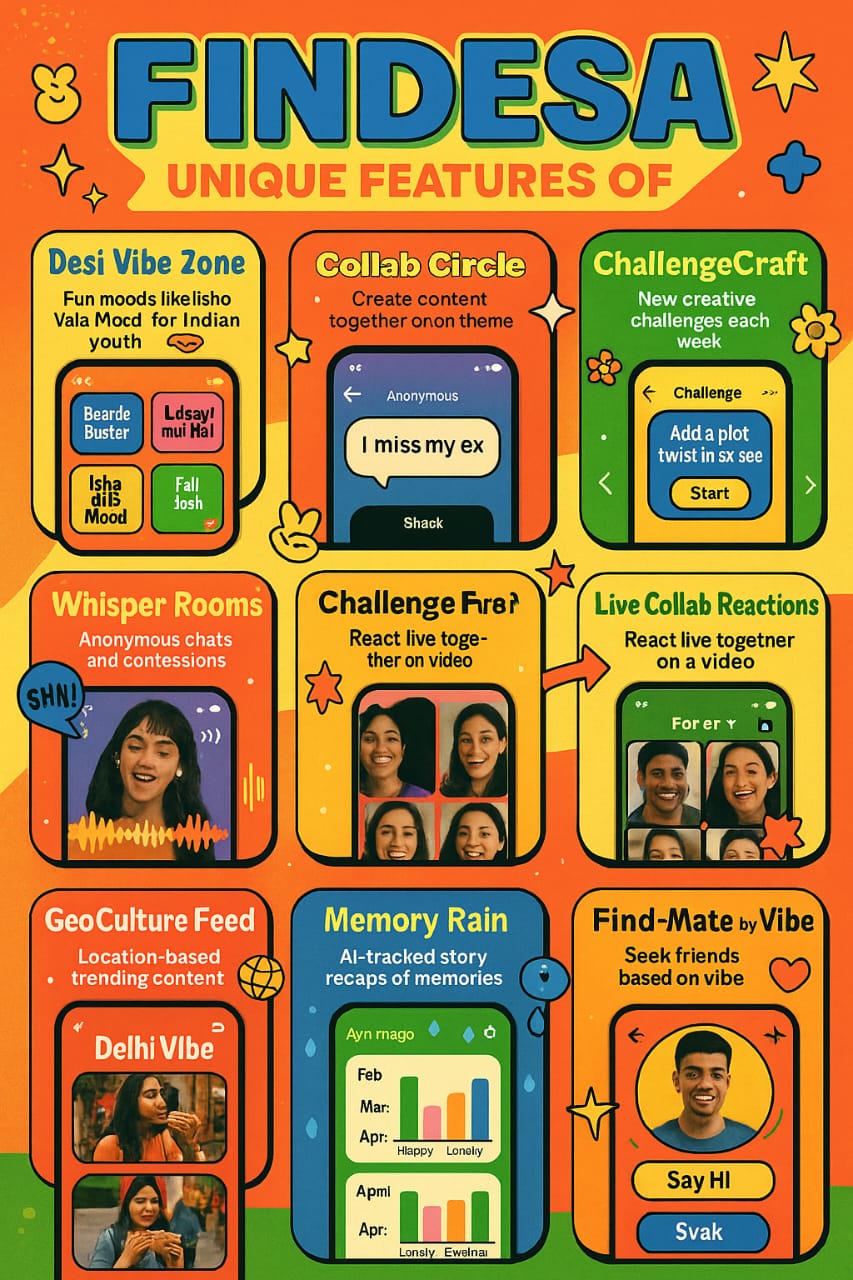 FINDESA
UNIQUE FEATURES OF
Desi Vibe Zone
Fun moods likelisho
Vala Mocd for Indian
youth
Bearde
Buster
Ldsay!
mui Hal
Isha
dils
Mood
Fall
Josh
Collab Circle
Create content
together onon theme
Anonymous
I miss my ex
Shack
ChallengeCraft
New creative
challenges each
week
Challenge
Add a plot
twist in sx see
Start
Whisper Rooms
Anonymous chats
and contessions
SHN!
Challenge
React live toge-
ther on video
Live Collab Reactions
React live togetner
on a video
For er
GeoCulture Feed
Location-based
trending content
Delhi VIbe
Memory Rain
AI-tracked story
recaps of memories
Ayn rnago
Feb
Mar:
Apr:
Hlappy Lonelıy
Apml
Apr:
Lonsly Ewelnaı
Find-Mate by Vibe
Seek friends
based on vibe
Say HI
Svak